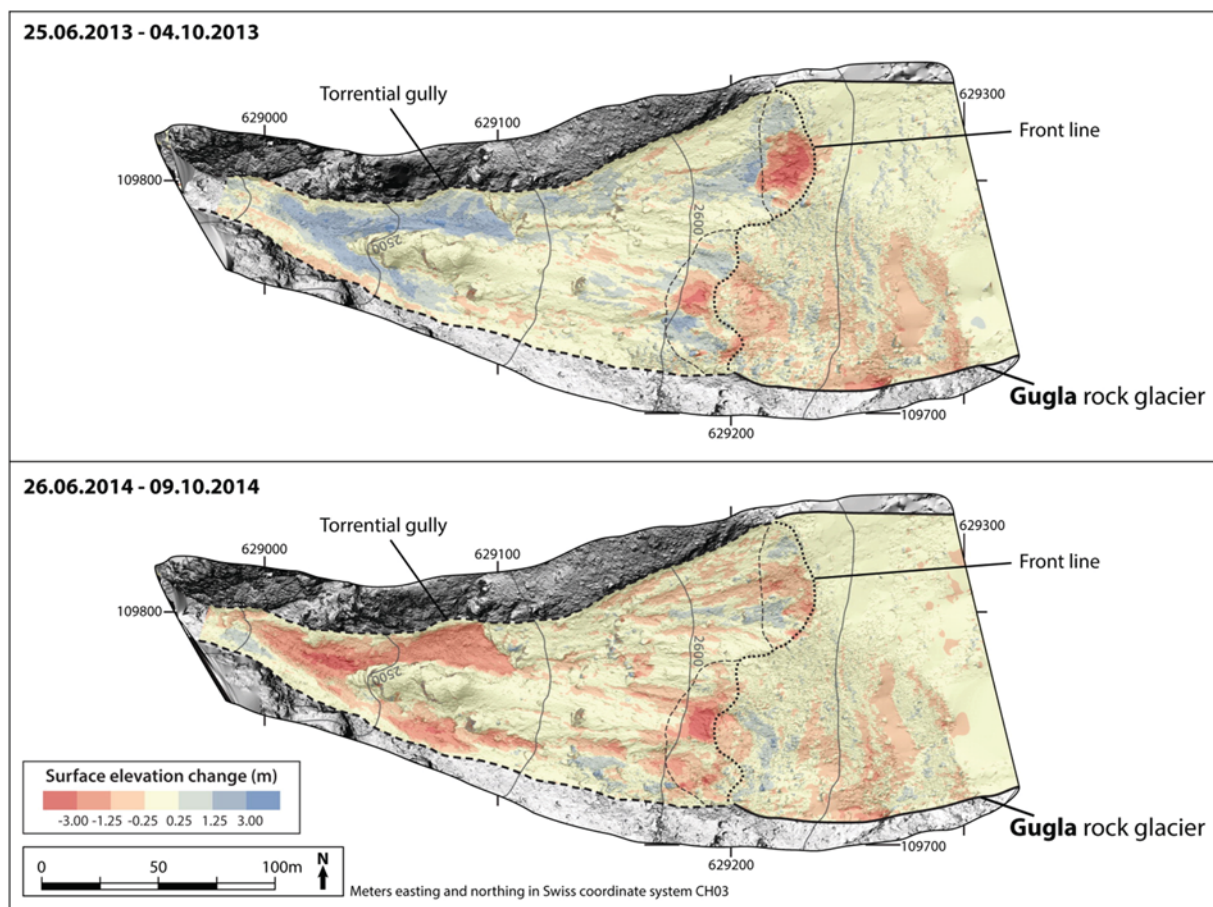 25.06.2013 - 04.10.2013
Torrential gully
629000
629100
629300
Front line
109800
2600
2500
Gugla rock glacier
109700
629200
26.06.2014 - 09.10.2014
Torrential gully
629000
629100
629300
Front line
109800
2600
2500
Surface elevation change (m)
-3.00 -1.25 -0.25 0.25 1.25 3.00
Gugla rock glacier
109700
629200
0 50 100m N
Meters easting and northing in Swiss coordinate system CH03